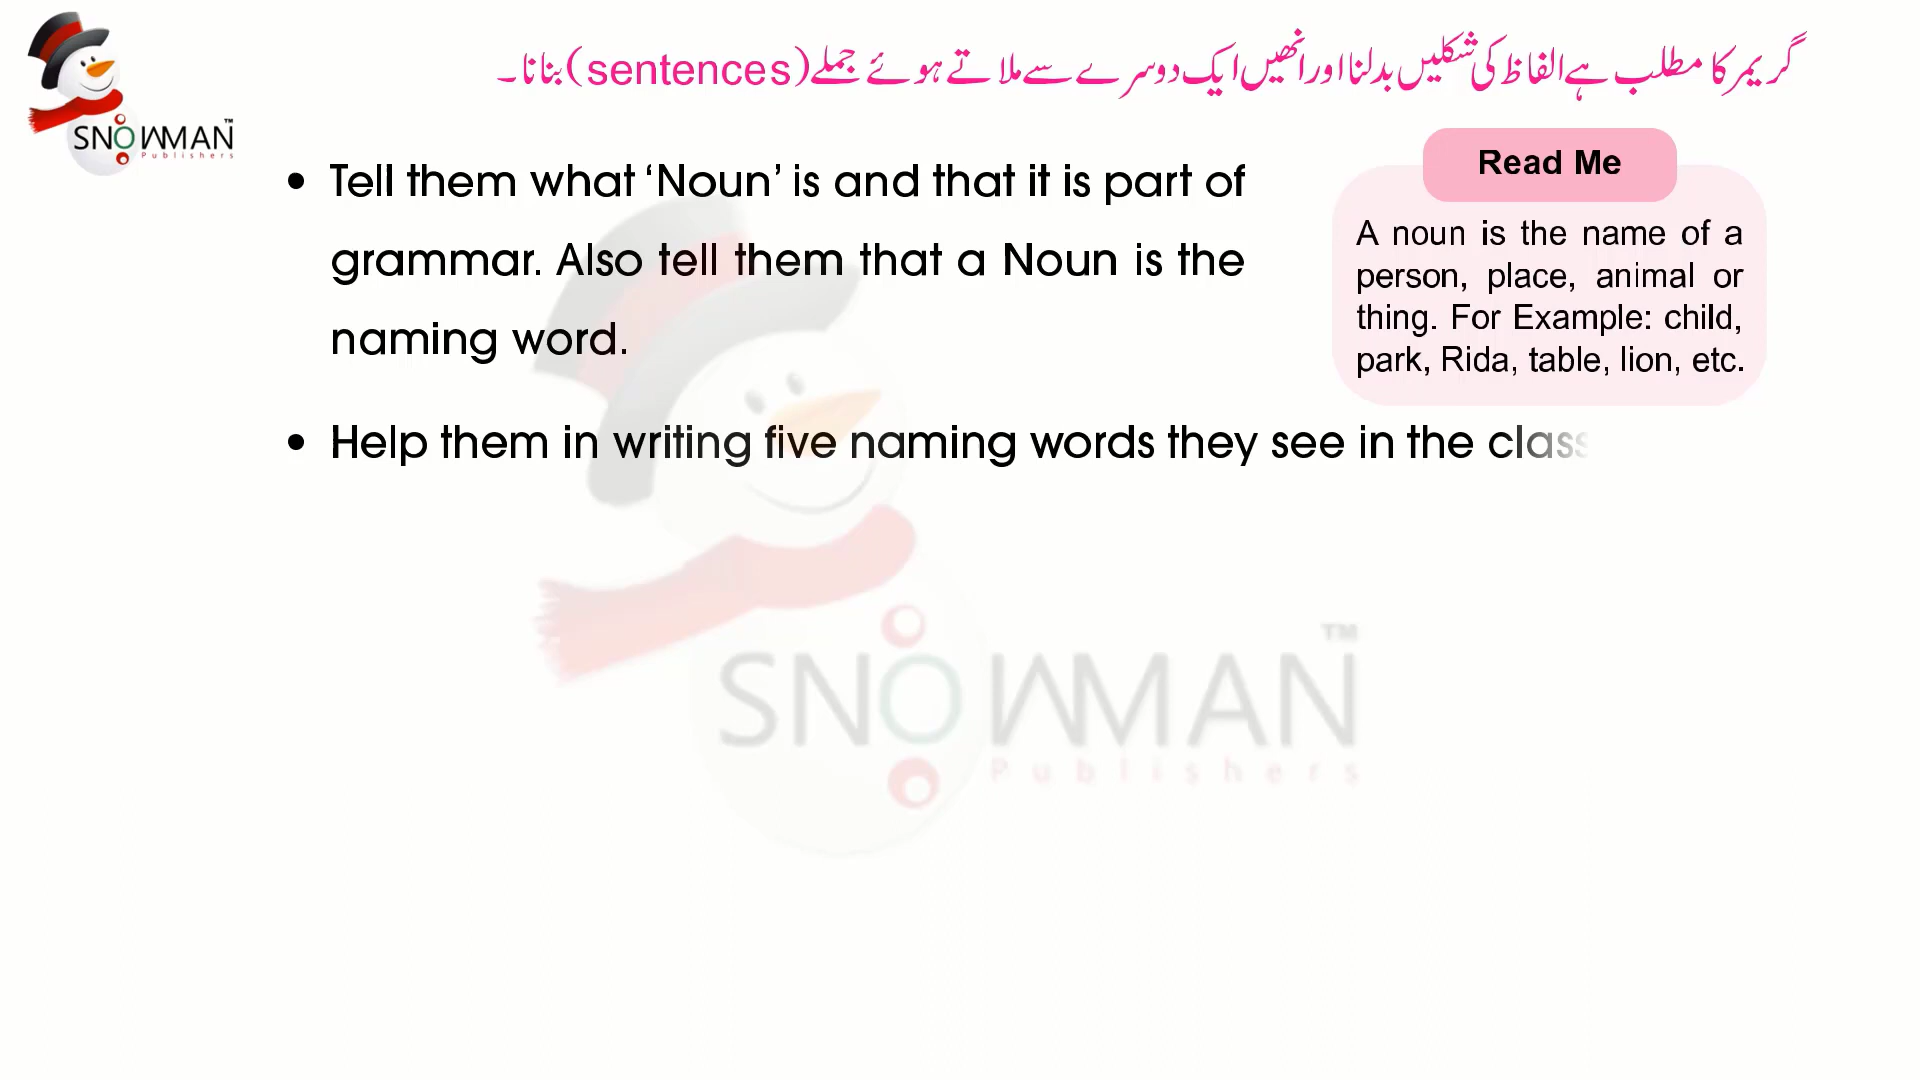 گریمر کا مطلب ہے الفاظ کی شکلیں بدلنا اور انھیں ایک دوسرے سے ملاتے ہوئے جملے (sentences) بنانا۔
SNOWMAN™
Publishers
• Tell them what ‘Noun’ is and that it is part of
grammar. Also tell them that a Noun is the
naming word.
Read Me
A noun is the name of a
person, place, animal or
thing. For Example: child,
park, Rida, table, lion, etc.
• Help them in writing five naming words they see in the class
SNOWMAN™
Publishers